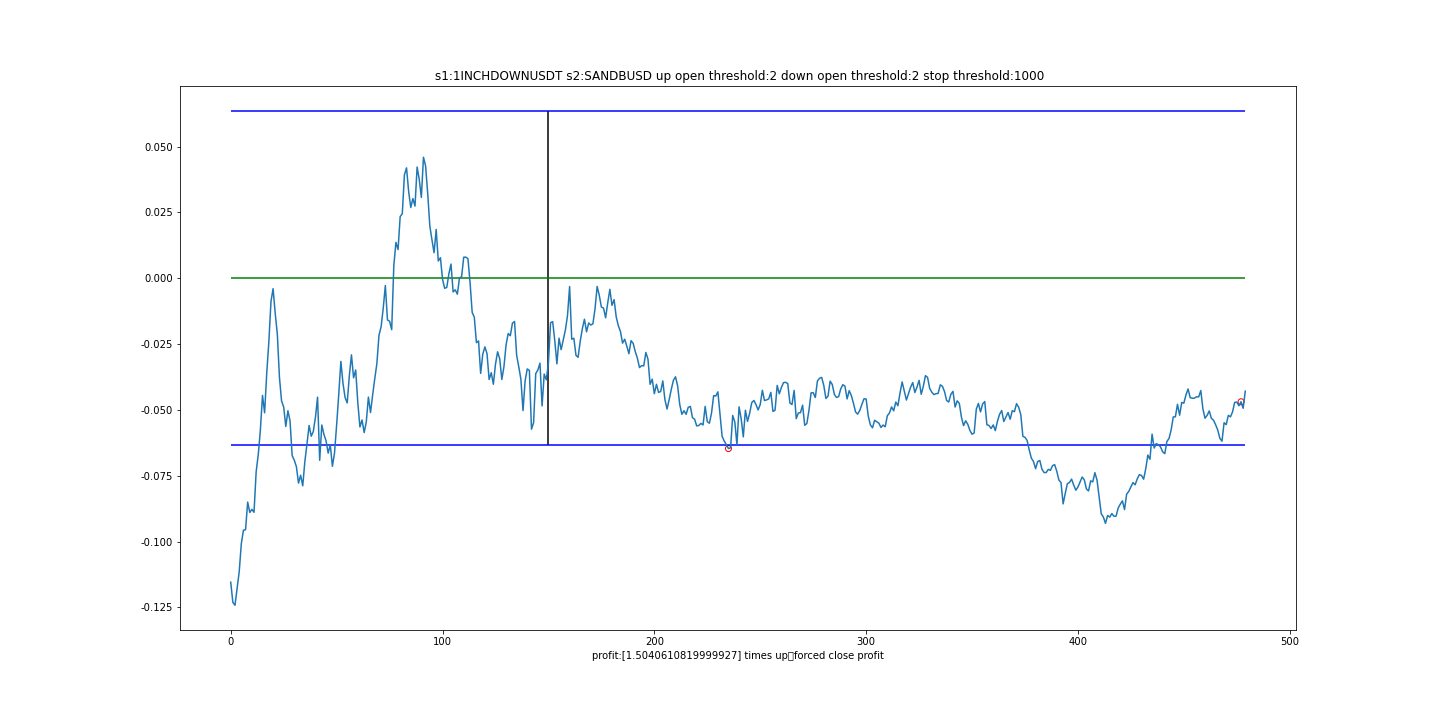 s1:1INCHDOWNUSDT s2:SANDBUSD up open threshold:2 down open threshold:2 stop threshold:1000
0.050
0.025
0.000
-0.025
-0.050
-0.075
-0.100
-0.125
0 100 200 300 400 500
profit:[1.5040610819999927] times up▯forced close profit